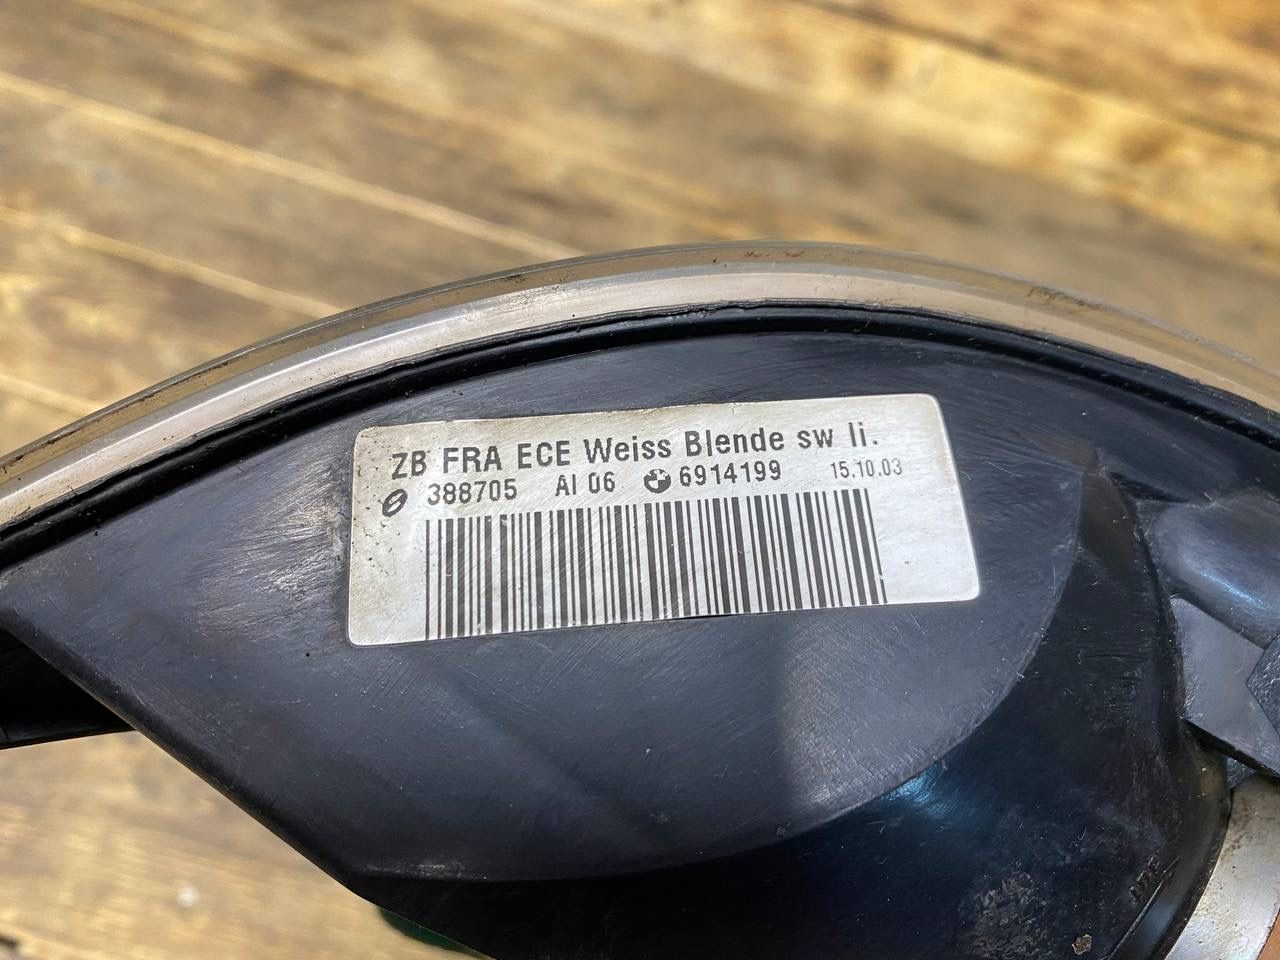 ZB FRA ECE Weiss Blende sw li.
388705 AI 06 6914199 15.10.03